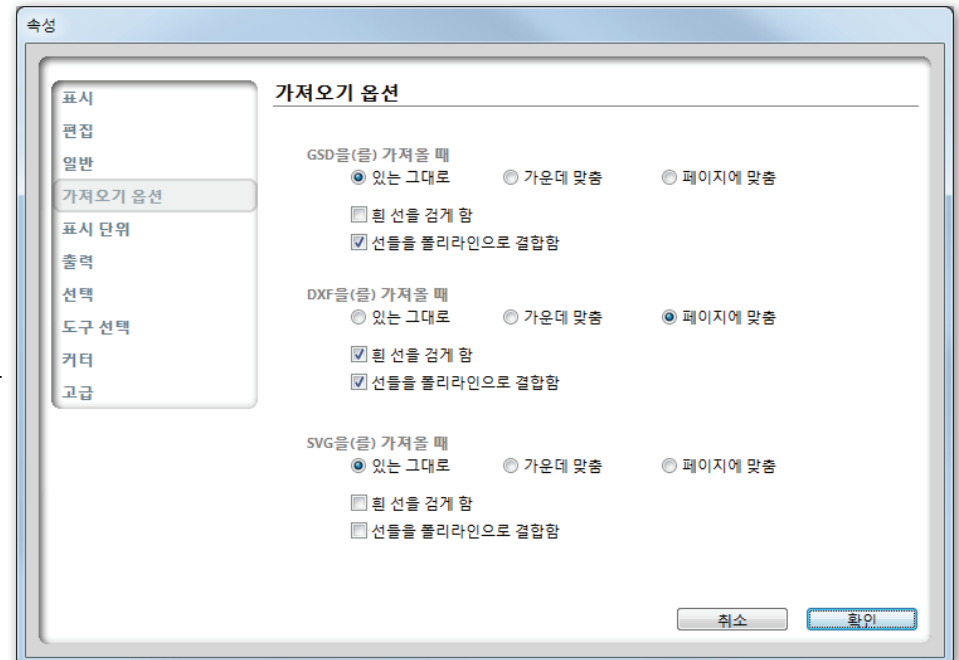 속성
표시
편집
일반
가져오기 옵션
표시 단위
출력
선택
도구 선택
커터
고급
가져오기 옵션
GSD을(를) 가져올 때
있는 그대로 가운데 맞춤 페이지에 맞춤
흰 선을 검게 함
선들을 폴리라인으로 결합함
DXF을(를) 가져올 때
있는 그대로 가운데 맞춤 페이지에 맞춤
흰 선을 검게 함
선들을 폴리라인으로 결합함
SVG을(를) 가져올 때
있는 그대로 가운데 맞춤 페이지에 맞춤
흰 선을 검게 함
선들을 폴리라인으로 결합함
취소 확인